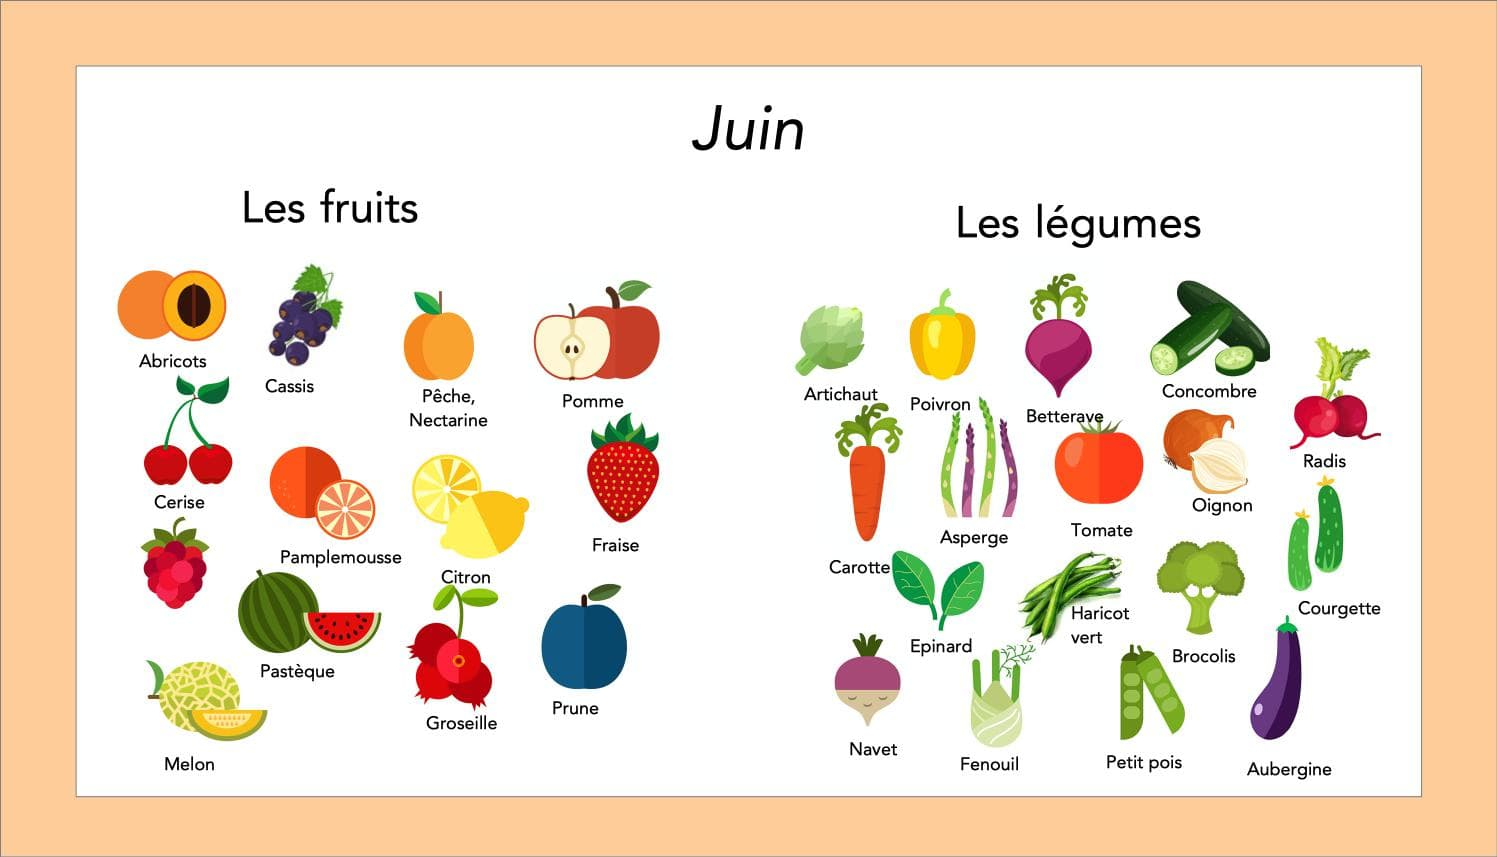 Juin
Les fruits
Abricots
Cassis
Pêche,
Nectarine
Pomme
Cerise
Pamplemousse
Citron
Fraise
Pastèque
Groseille
Prune
Melon
Les légumes
Artichaut
Poivron
Betterave
Concombre
Radis
Carotte
Asperge
Tomate
Oignon
Epinard
Haricot
vert
Brocolis
Courgette
Navet
Fenouil
Petit pois
Aubergine